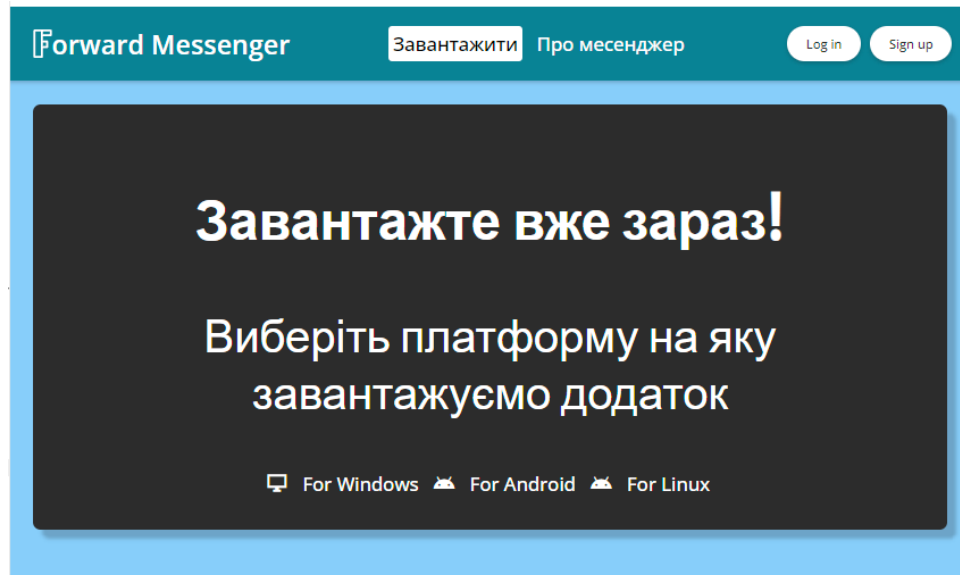 Forward Messenger Завантажити Про месенджер Log in Sign up
Завантажте вже зараз!
Виберіть платформу на яку
завантажуємо додаток
For Windows For Android For Linux